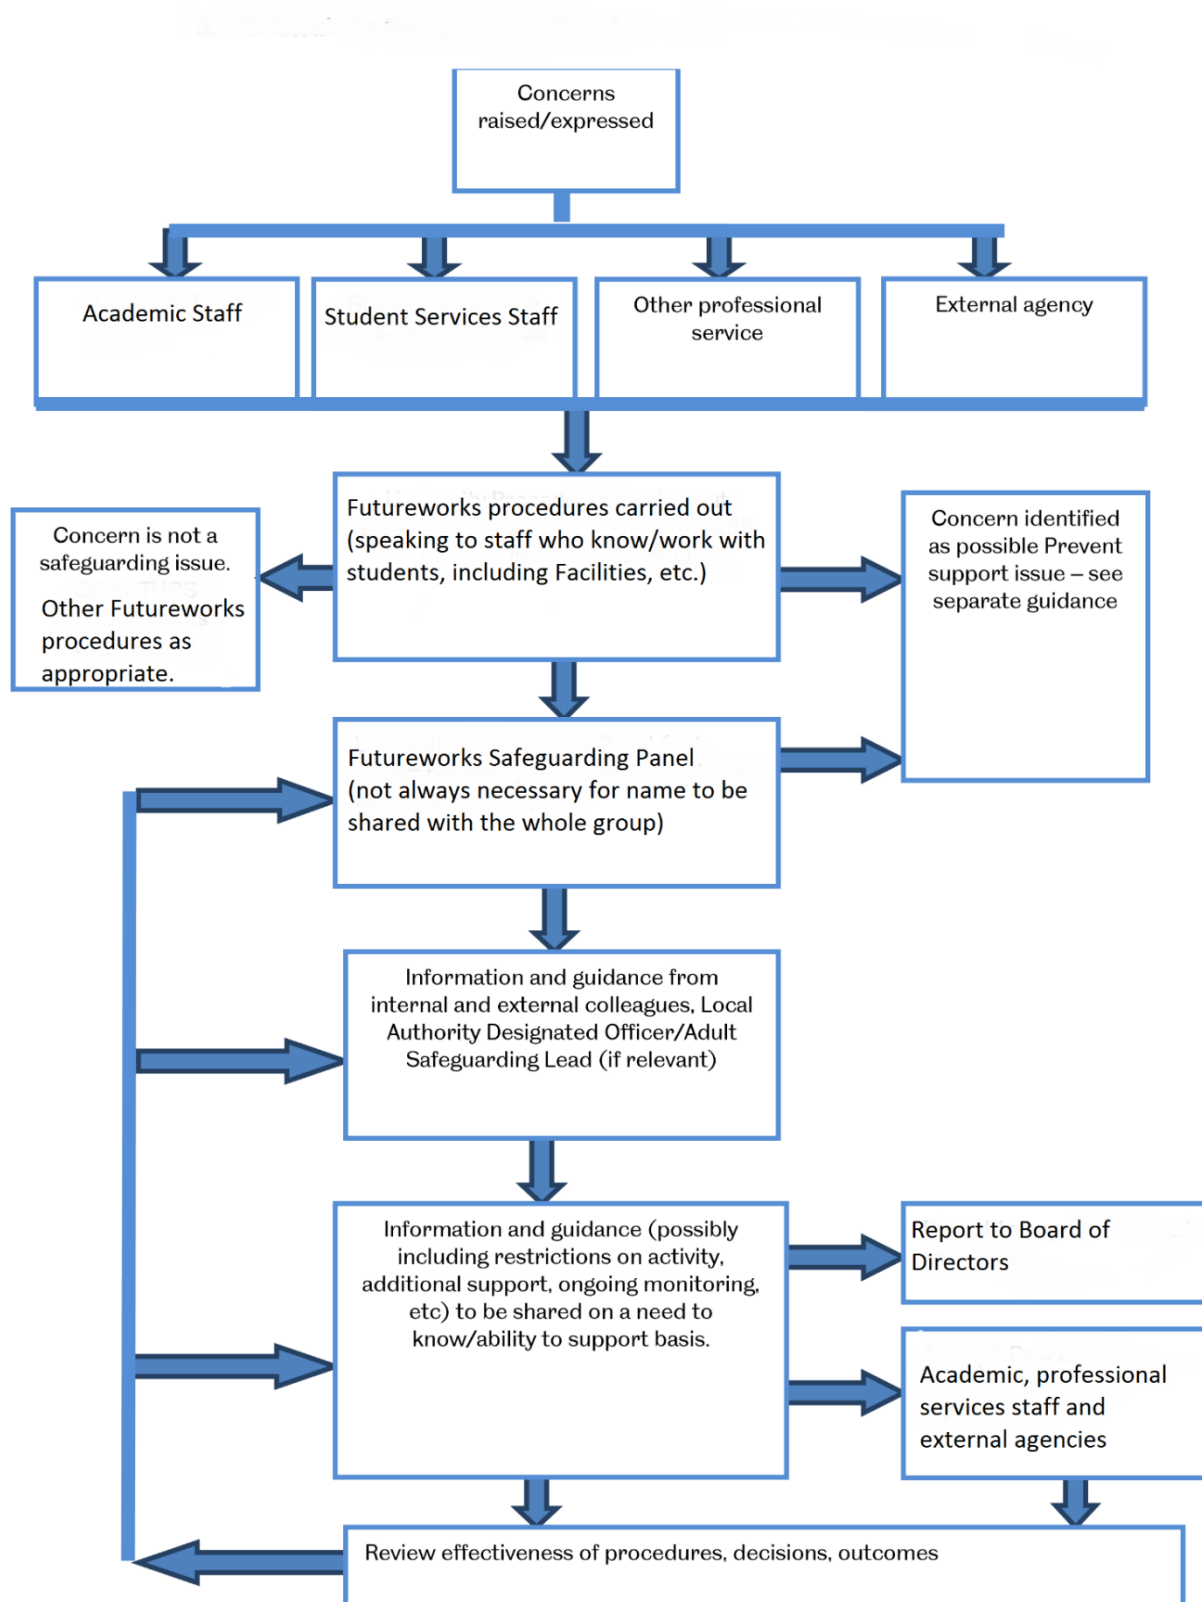 Concerns
raised/expressed
Academic Staff
Student Services Staff
Other professional
service
External agency
Futureworks procedures carried out
(speaking to staff who know/work with
students, including Facilities, etc.)
Concern is not a
safeguarding issue.
Other Futureworks
procedures as
appropriate.
Concern identified
as possible Prevent
support issue – see
separate guidance
Futureworks Safeguarding Panel
(not always necessary for name to be
shared with the whole group)
Information and guidance from
internal and external colleagues, Local
Authority Designated Officer/Adult
Safeguarding Lead (if relevant)
Information and guidance (possibly
including restrictions on activity,
additional support, ongoing monitoring,
etc) to be shared on a need to
know/ability to support basis.
Report to Board of
Directors
Academic, professional
services staff and
external agencies
Review effectiveness of procedures, decisions, outcomes